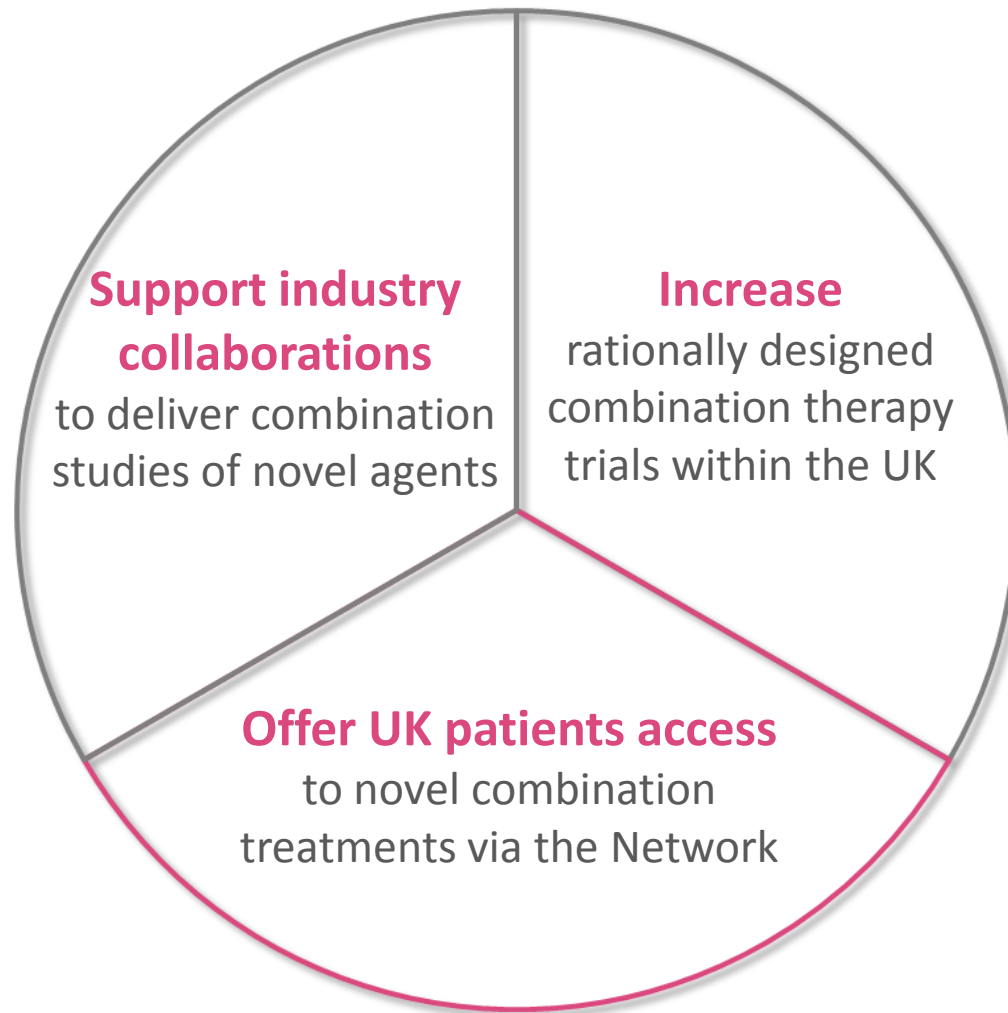 Support industry
collaborations
to deliver combination
studies of novel agents
Increase
rationally designed
combination therapy
trials within the UK
Offer UK patients access
to novel combination
treatments via the Network